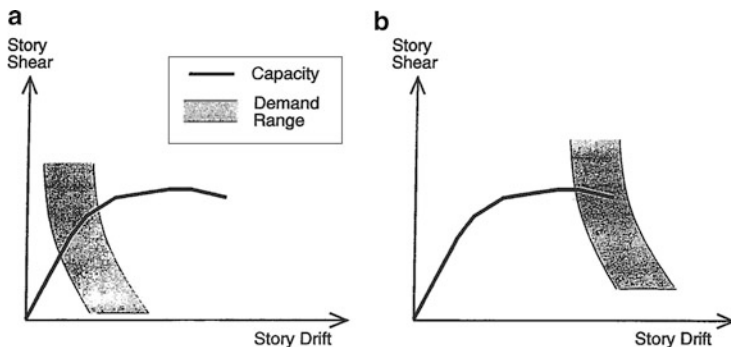 a
Story
Shear
Capacity
Demand
Range
Story Drift
b
Story
Shear
Story Drift